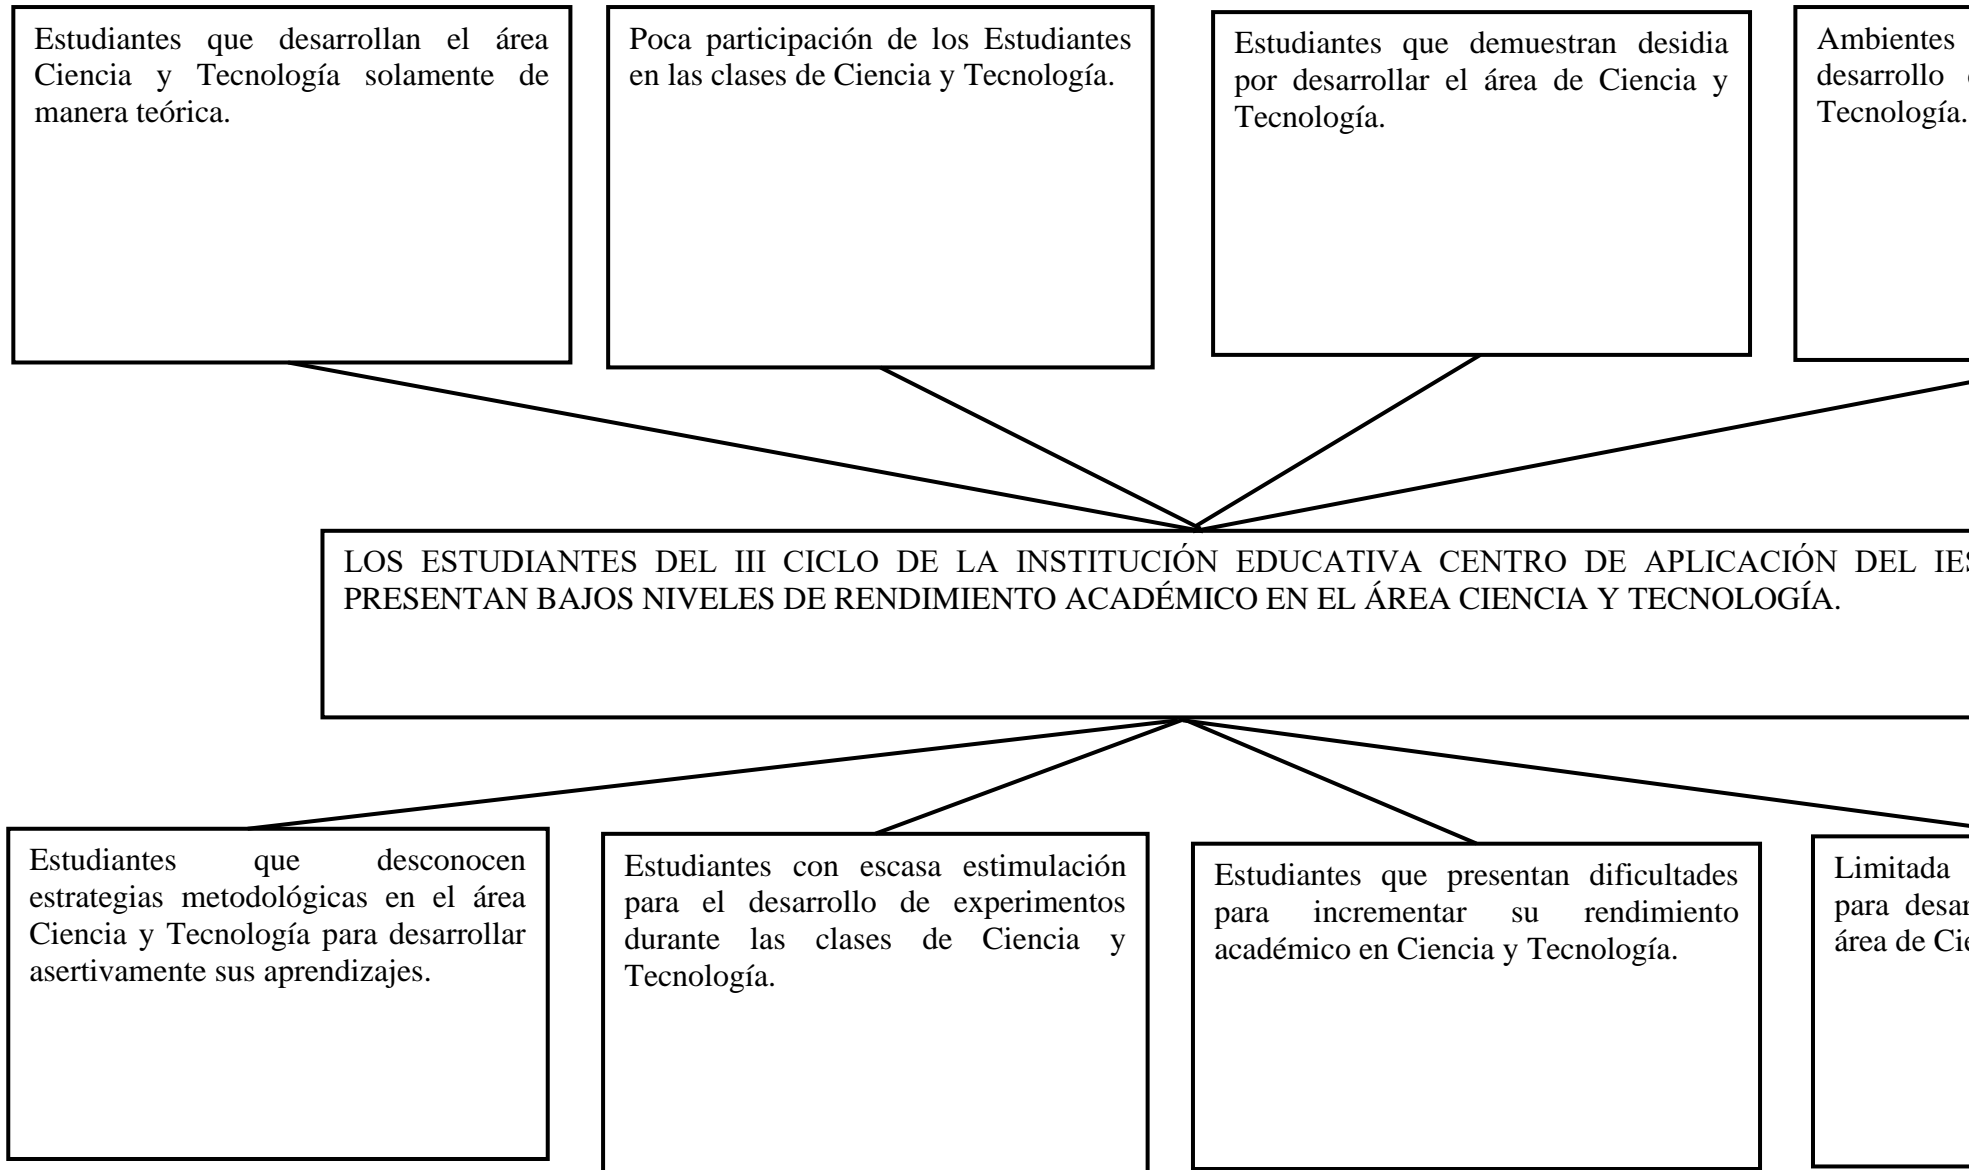 Estudiantes que desarrollan el área
Ciencia y Tecnología solamente de
manera teórica.
Poca participación de los Estudiantes
en las clases de Ciencia y Tecnología.
Estudiantes que demuestran desidia
por desarrollar el área de Ciencia y
Tecnología.
Ambientes
desarrollo
Tecnología.
LOS ESTUDIANTES DEL III CICLO DE LA INSTITUCIÓN EDUCATIVA CENTRO DE APLICACIÓN DEL
PRESENTAN BAJOS NIVELES DE RENDIMIENTO ACADÉMICO EN EL ÁREA CIENCIA Y TECNOLOGÍA.
Estudiantes que desconocen
estrategias metodológicas en el área
Ciencia y Tecnología para desarrollar
asertivamente sus aprendizajes.
Estudiantes con escasa estimulación
para el desarrollo de experimentos
durante las clases de Ciencia y
Tecnología.
Estudiantes que presentan dificultades
para incrementar su rendimiento
académico en Ciencia y Tecnología.
Limitada
para
área de